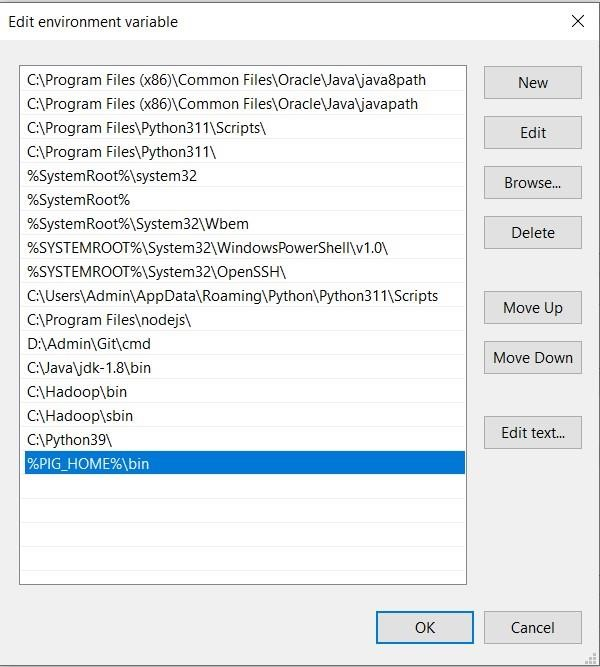 Edit environment variable
C:\Program Files (x86)\Common Files\Oracle\Java\java8path
C:\Program Files (x86)\Common Files\Oracle\Java\javapath
C:\Program Files\Python311\Scripts\
C:\Program Files\Python311\
%SystemRoot%\system32
%SystemRoot%
%SystemRoot%\System32\Wbem
%SYSTEMROOT%\System32\WindowsPowerShell\v1.0\
%SYSTEMROOT%\System32\OpenSSH\
C:\Users\Admin\AppData\Roaming\Python\Python311\Scripts
C:\Program Files\nodejs\
D:\Admin\Git\cmd
C:\Java\jdk-1.8\bin
C:\Hadoop\bin
C:\Hadoop\sbin
C:\Python39\
%PIG_HOME%\bin
New
Edit
Browse...
Delete
Move Up
Move Down
Edit text...
OK
Cancel